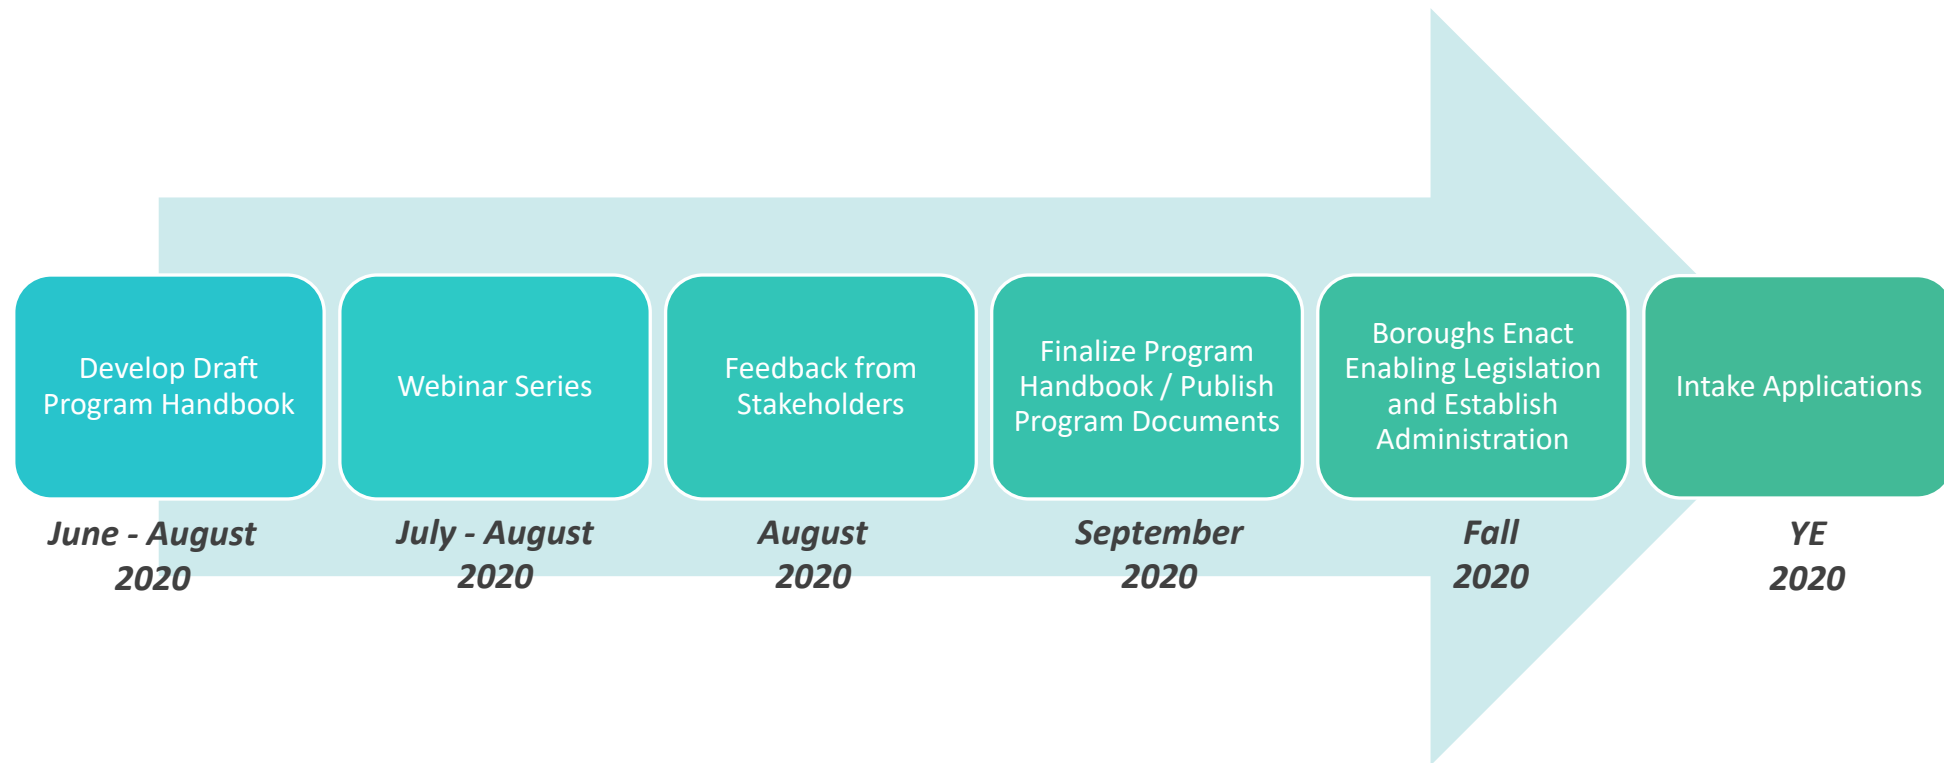 Develop Draft
Program Handbook
Webinar Series
Feedback from
Stakeholders
Finalize Program
Handbook / Publish
Program Documents
Boroughs Enact
Enabling Legislation
and Establish
Administration
Intake Applications
June - August
2020
July - August
2020
August
2020
September
2020
Fall
2020
YE
2020